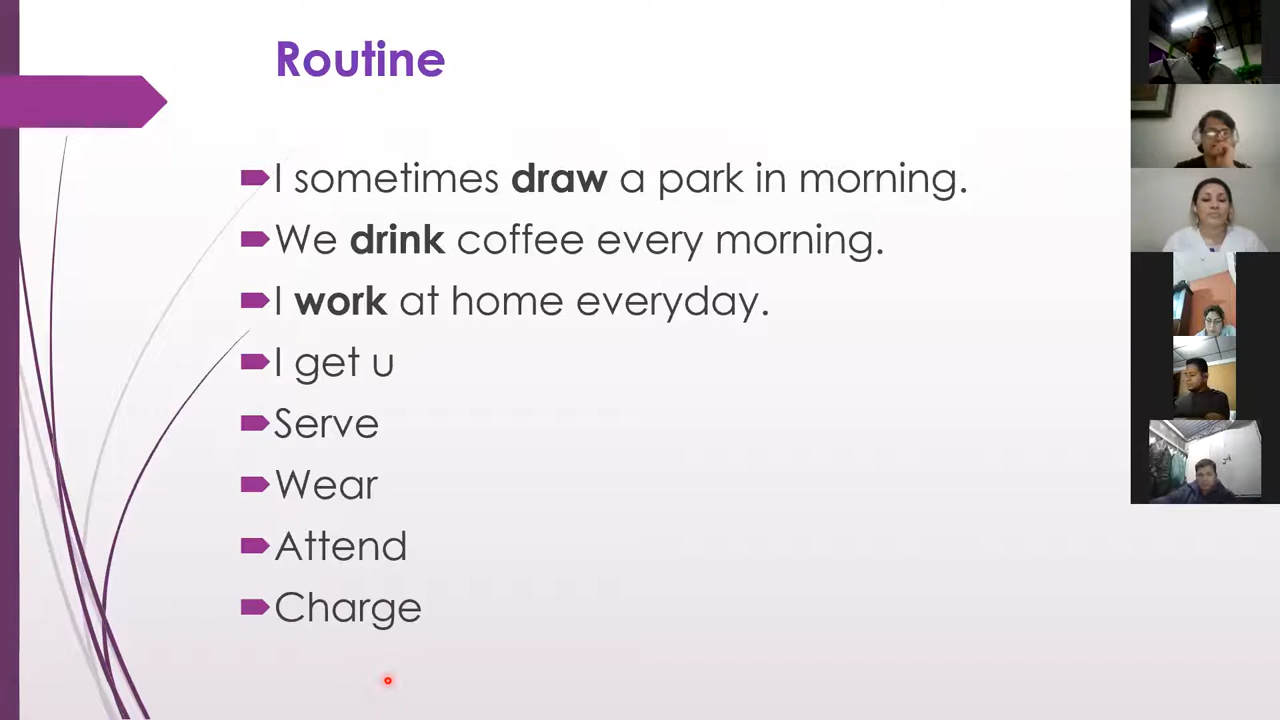 Routine
I sometimes draw a park in morning.
We drink coffee every morning.
I work at home everyday.
I get u
Serve
Wear
Attend
Charge